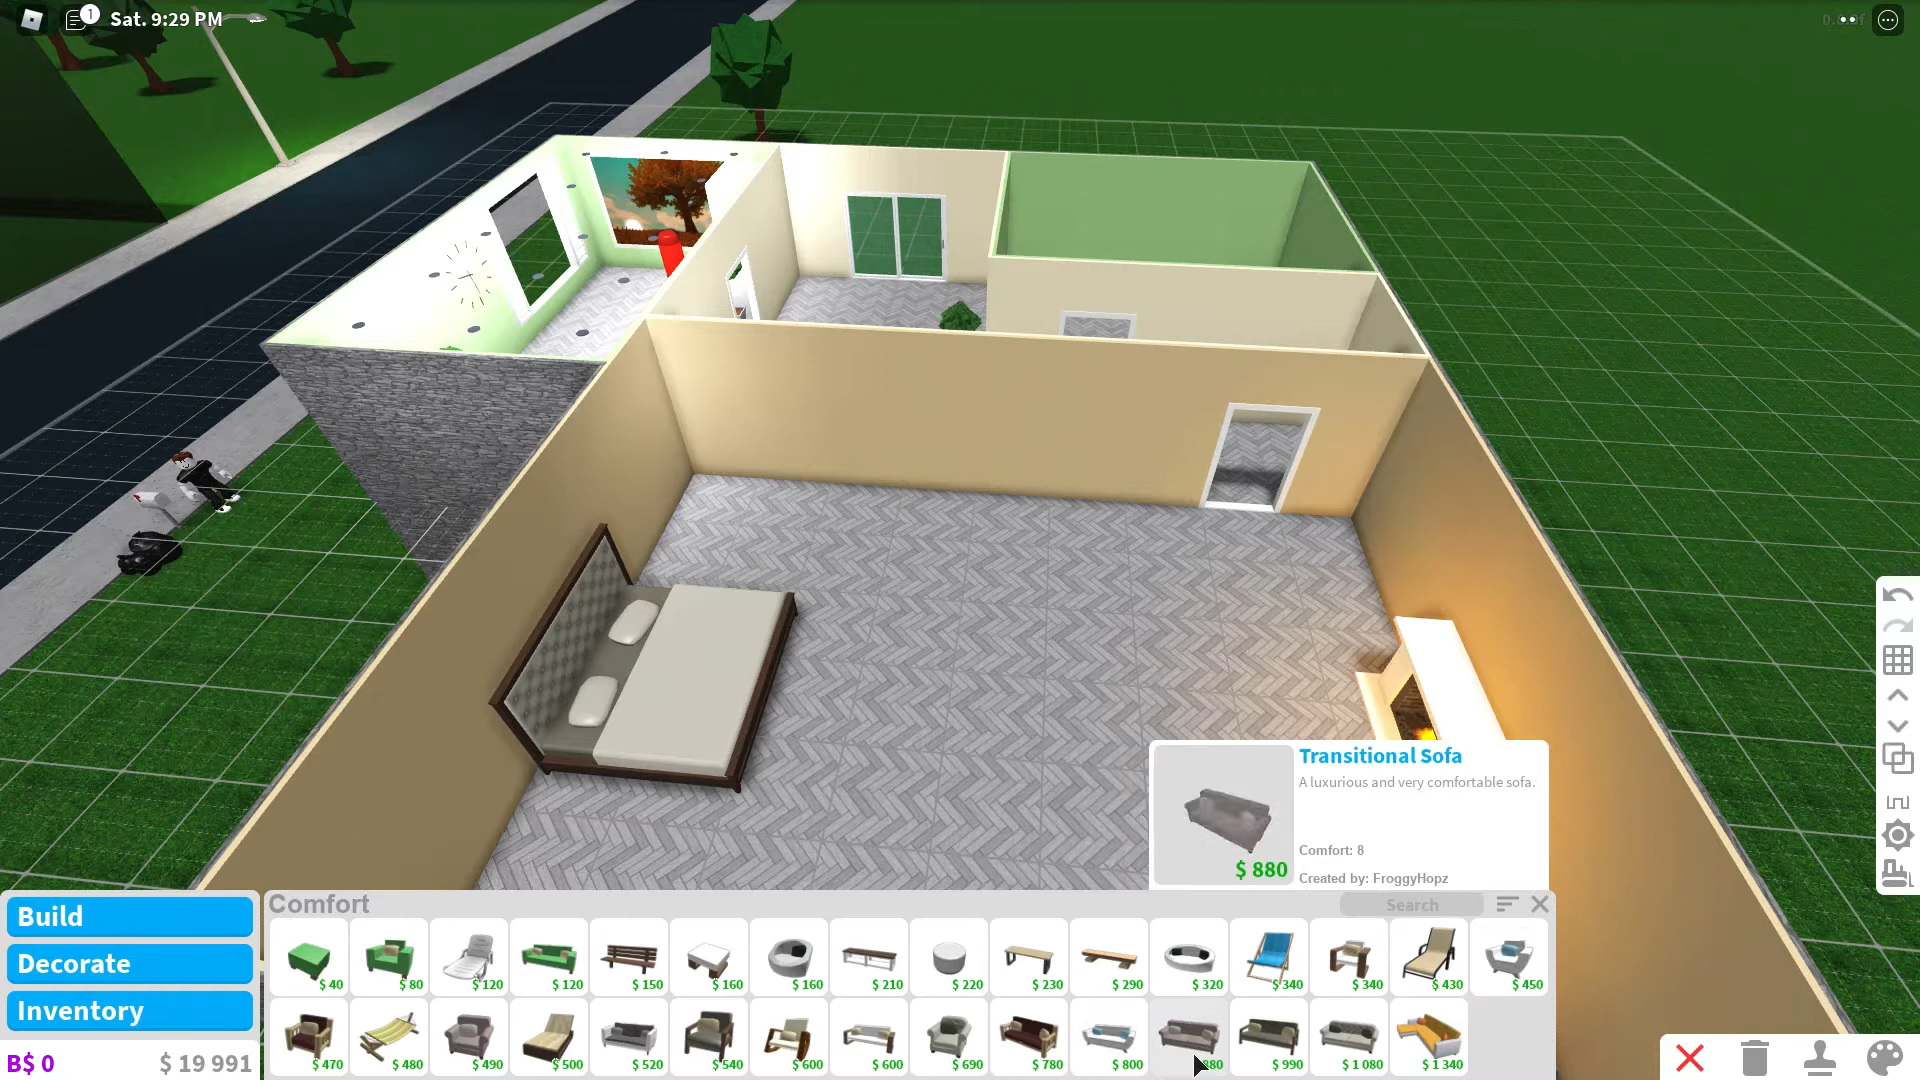 1
Sat. 9:29 PM
Transitional Sofa
A luxurious and very comfortable sofa.
Comfort: 8
$ 880
Created by: FroggyHopz
Build
Decorate
Inventory
B$ 0
$ 19 991
Comfort
Search
$ 40
$ 80
$ 120
$ 120
$ 150
$ 160
$ 160
$ 210
$ 220
$ 230
$ 290
$ 320
$ 340
$ 340
$ 430
$ 450
$ 470
$ 480
$ 490
$ 500
$ 520
$ 540
$ 600
$ 600
$ 690
$ 780
$ 800
880
$ 990
$ 1 080
$ 1 340